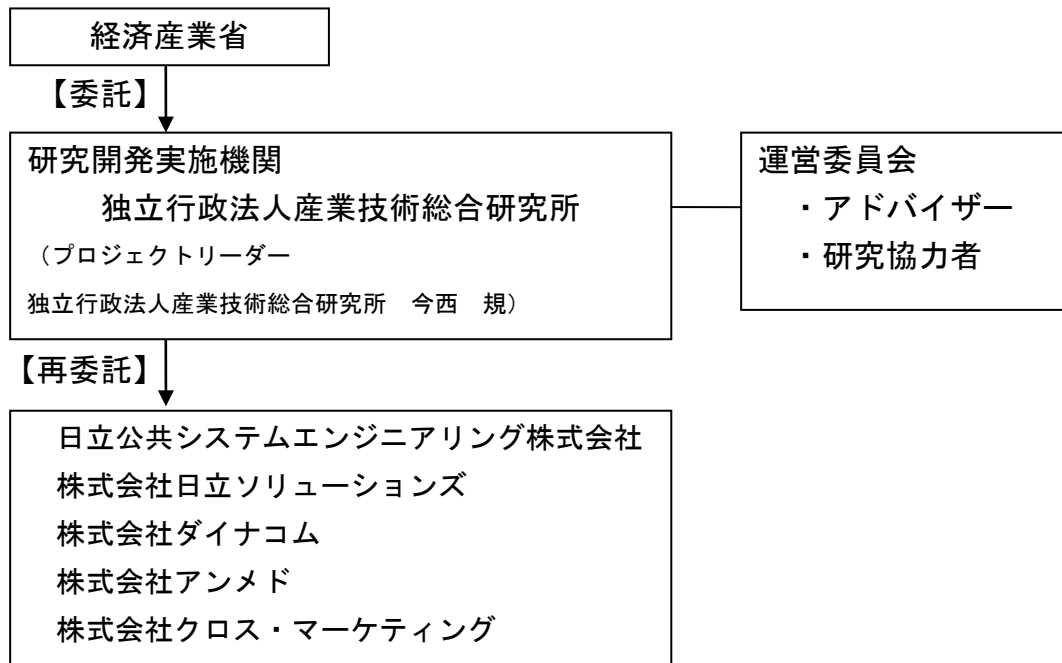 経済産業省
【委託】
研究開発実施機関
独立行政法人産業技術総合研究所
（プロジェクトリーダー
独立行政法人産業技術総合研究所　今西　規）
運営委員会
・アドバイザー
・研究協力者
【再委託】
日立公共システムエンジニアリング株式会社
株式会社日立ソリューションズ
株式会社ダイナコム
株式会社アンメド
株式会社クロス・マーケティング